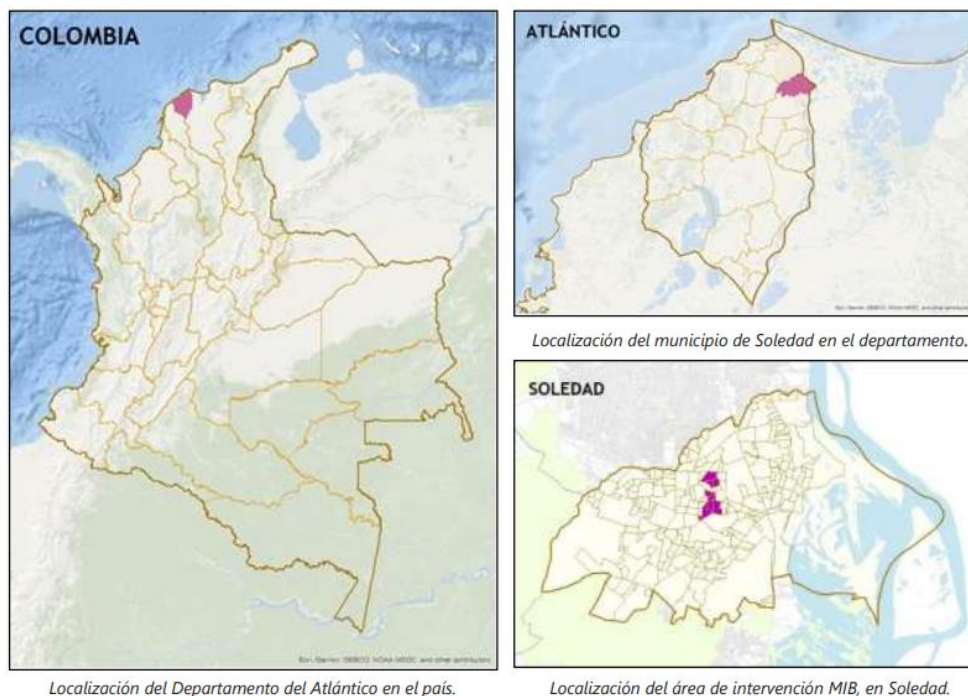 COLOMBIA
Localización del Departamento del Atlántico en el país.
ATLÁNTICO
Localización del municipio de Soledad en el departamento.
SOLEDAD
Localización del área de intervención MIB, en Soledad.